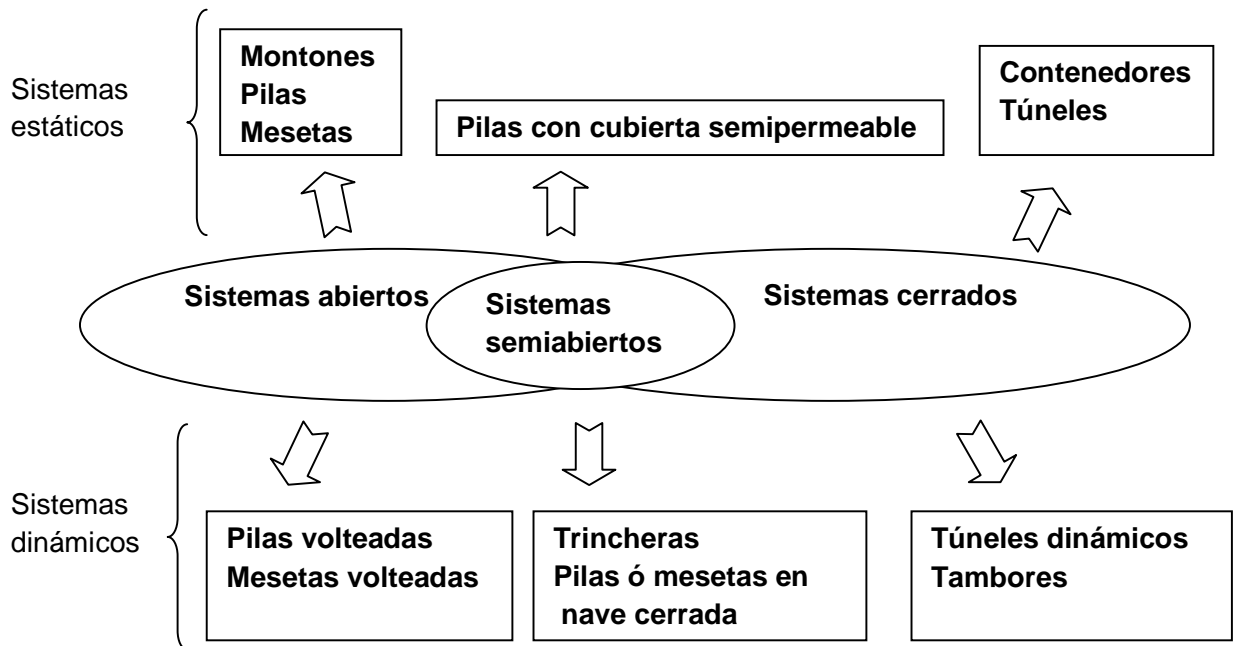 Sistemas
estáticos
Montones
Pilas
Mesetas
Pilas con cubierta semipermeable
Contenedores
Túneles
Sistemas abiertos
Sistemas
semiabiertos
Sistemas cerrados
Sistemas
dinámicos
Pilas volteadas
Mesetas volteadas
Trincheras
Pilas ó mesetas en
nave cerrada
Túneles dinámicos
Tambores